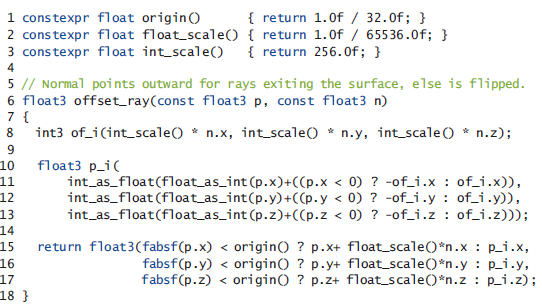 1 constexpr float origin()      { return 1.0f / 32.0f; }
2 constexpr float float_scale() { return 1.0f / 65536.0f; }
3 constexpr float int_scale()   { return 256.0f; }
4
5 // Normal points outward for rays exiting the surface, else is flipped.
6 float3 offset_ray(const float3 p, const float3 n)
7 {
8   int3 of_i(int_scale() * n.x, int_scale() * n.y, int_scale() * n.z);
9
10   float3 p_i(
11       int_as_float(float_as_int(p.x)+((p.x < 0) ? -of_i.x : of_i.x)),
12       int_as_float(float_as_int(p.y)+((p.y < 0) ? -of_i.y : of_i.y)),
13       int_as_float(float_as_int(p.z)+((p.z < 0) ? -of_i.z : of_i.z)));
14
15   return float3(fabsf(p.x) < origin() ? p.x+ float_scale()*n.x : p_i.x,
16                 fabsf(p.y) < origin() ? p.y+ float_scale()*n.y : p_i.y,
17                 fabsf(p.z) < origin() ? p.z+ float_scale()*n.z : p_i.z);
18 }